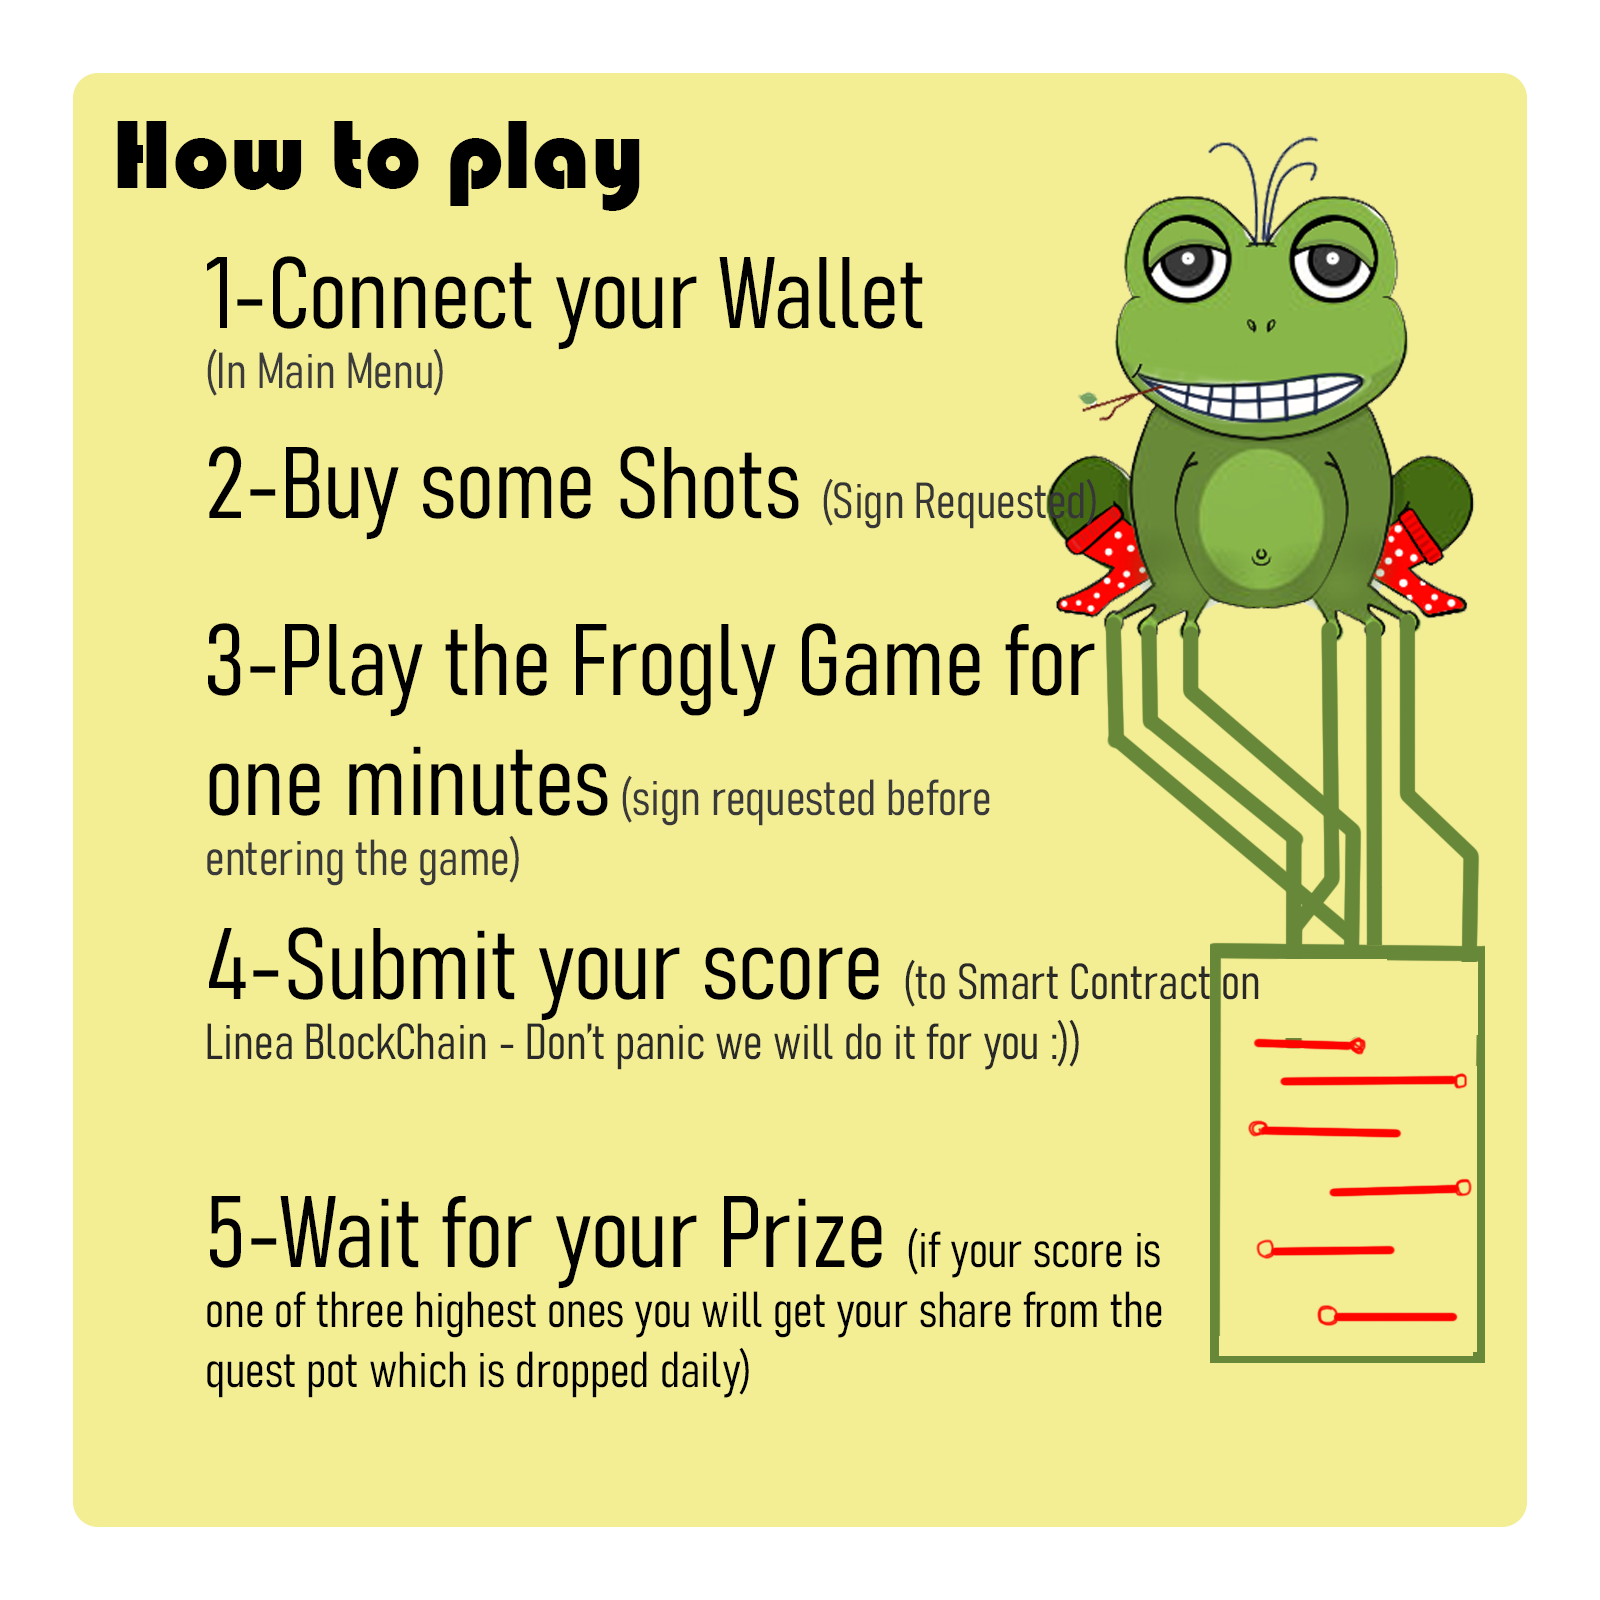 How to play
1-Connect your Wallet
(In Main Menu)
2-Buy some Shots (Sign Requested)
3-Play the Frogly Game for
one minutes (sign requested before
entering the game)
4-Submit your score (to Smart Contraction
Linea BlockChain - Don't panic we will do it for you :))
5-Wait for your Prize (if your score is
one of three highest ones you will get your share from the
quest pot which is dropped daily)